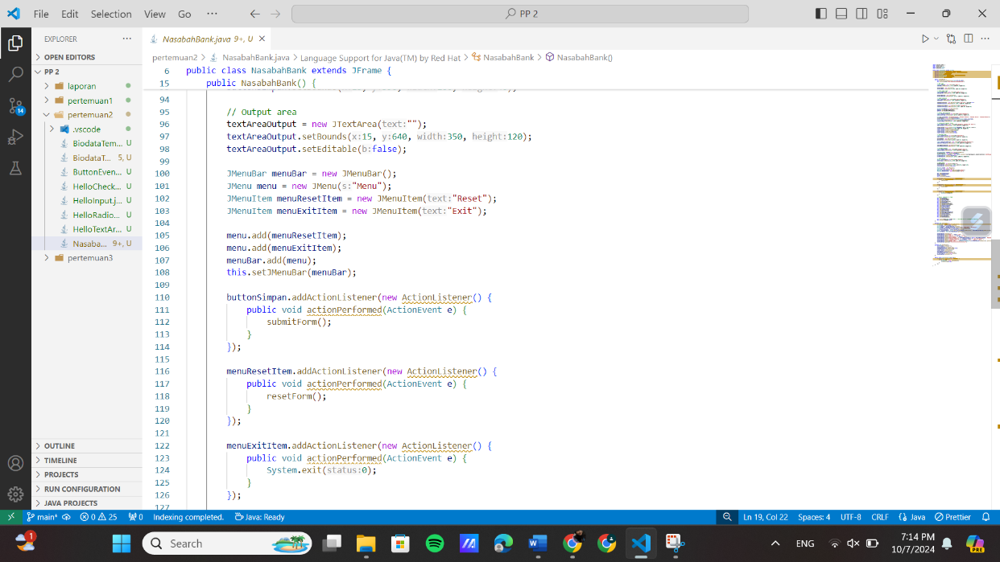 File Edit Selection View Go ··· PP 2
EXPLORER
OPEN EDITORS
PP 2
laporan
pertemuan1
pertemuan2
.vscode
BiodataTem... U
BiodataT... 5, U
ButtonEven... U
HelloCheck... U
HelloInput.j... U
HelloRadio... U
HelloTextAr... U
Nasaba... 9+, U
pertemuan3
OUTLINE
TIMELINE
PROJECTS
RUN CONFIGURATION
JAVA PROJECTS
14
NasabahBank.java 9+, U
pertemuan2 > NasabahBank.java > Language Support for Java(TM) by Red Hat > NasabahBank > NasabahBank()
6 public class NasabahBank extends JFrame {
15 public NasabahBank() {
94
95 // Output area
96 textAreaOutput = new JTextArea(text:"");
97 textAreaOutput.setBounds(x:15, y:640, width:350, height:120);
98 textAreaOutput.setEditable(b:false);
99
100 JMenuBar menuBar = new JMenuBar();
101 JMenu menu = new JMenu(s:"Menu");
102 JMenuItem menuResetItem = new JMenuItem(text:"Reset");
103 JMenuItem menuExitItem = new JMenuItem(text:"Exit");
104
105 menu.add(menuResetItem);
106 menu.add(menuExitItem);
107 menuBar.add(menu);
108 this.setJMenuBar(menuBar);
109
110 buttonSimpan.addActionListener(new ActionListener() {
111 public void actionPerformed(ActionEvent e) {
112 submitForm();
113 }
114 });
115
116 menuResetItem.addActionListener(new ActionListener() {
117 public void actionPerformed(ActionEvent e) {
118 resetForm();
119 }
120 });
121
122 menuExitItem.addActionListener(new ActionListener() {
123 public void actionPerformed(ActionEvent e) {
124 System.exit(status:0);
125 }
126 });
127
main* 0 25 0 Indexing completed. Java: Ready Ln 19, Col 22 Spaces: 4 UTF-8 CRLF Java Prettier
1 Search ENG 7:14 PM
10/7/2024 PRE